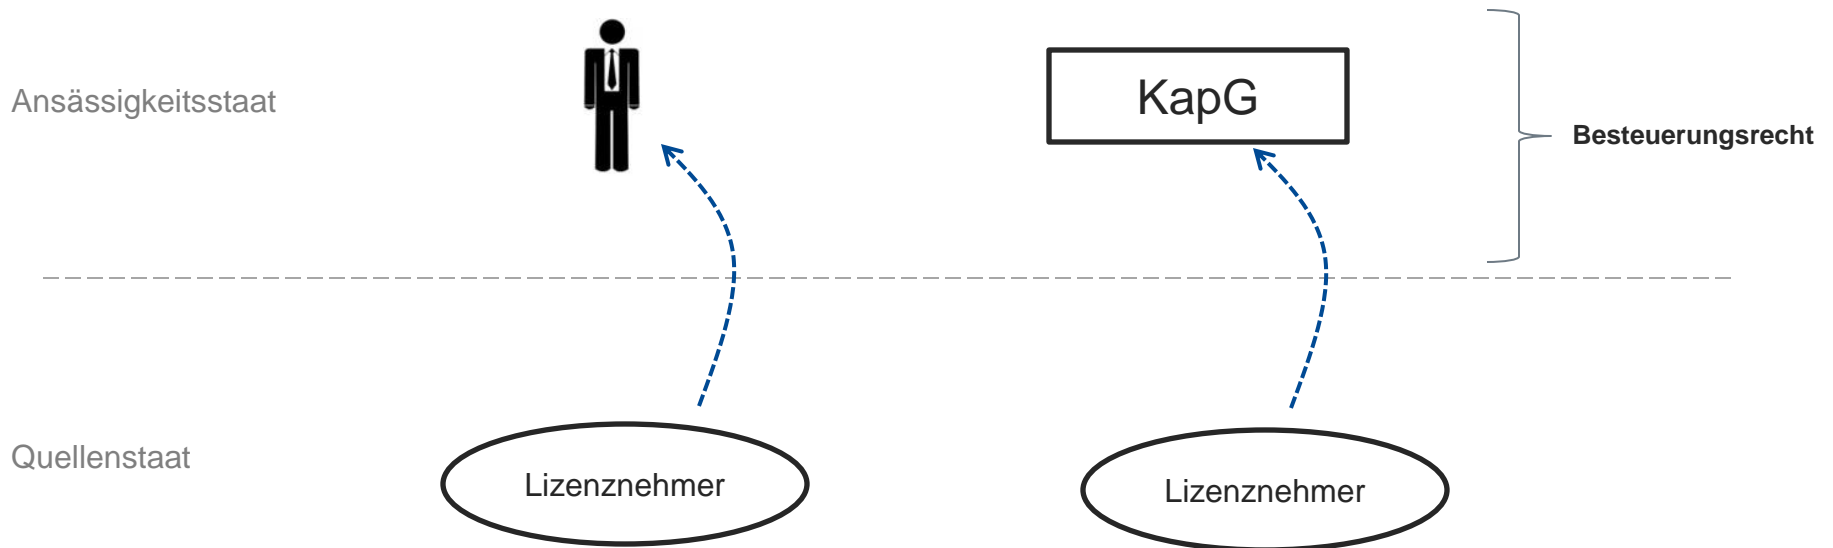 Ansässigkeitsstaat
KapG
Besteuerungsrecht
Quellenstaat
Lizenznehmer
Lizenznehmer